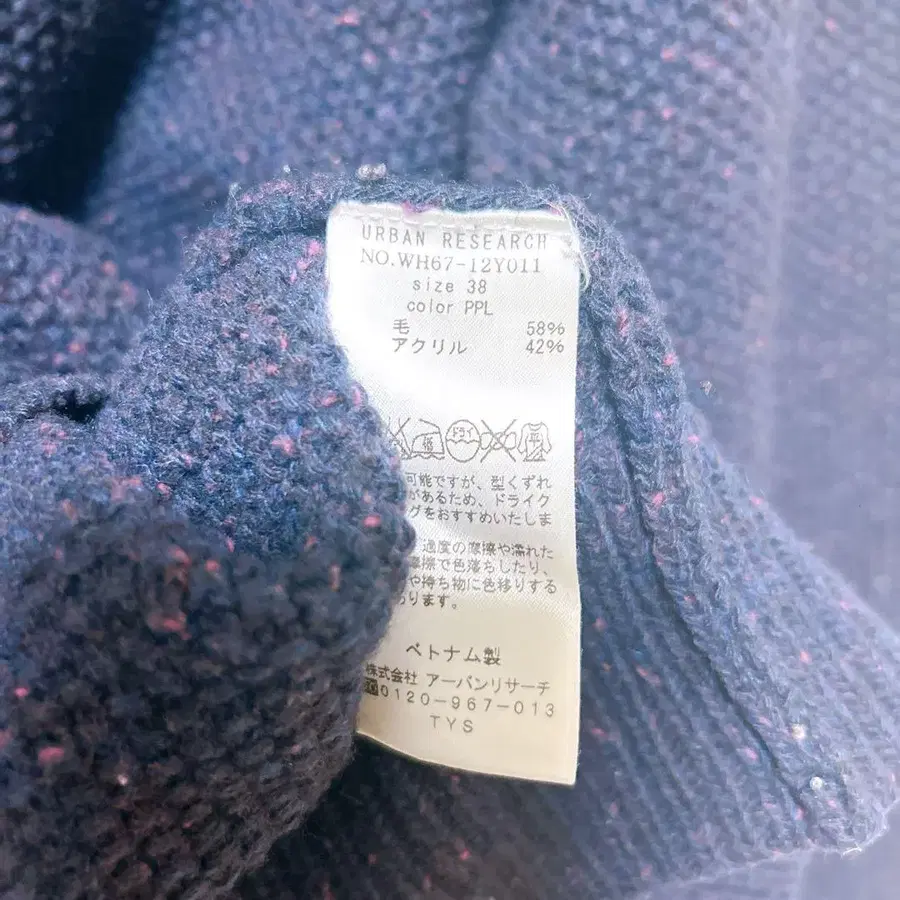 URBAN RESEARCH
NO.WH67-12Y011
size 38
color PPL
毛 58%
アクリル 42%
ドライ
可能ですが、型くずれ
があるため、ドライク
グをおすすめいたしま
過度の摩擦や濡れた
摩擦で色落ちしたり、
や持ち物に色移りする
あります。
ベトナム製
株式会社 アーバンリサーチ
0120-967-013
TYS